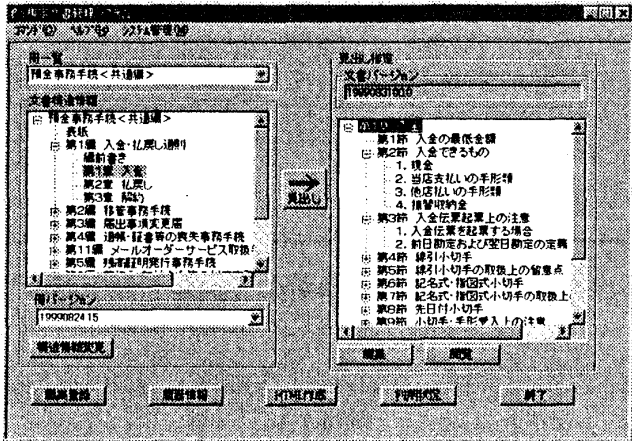 コマンド(C) ヘルプ(H) システム管理(M)
冊一覧
預金事務手続<共通編>
文書構造情報
預金事務手続<共通編>
表紙
第1編 入金・払戻し通則
編前書き
第1章 入金
第2章 払戻し
第3章 解約
第2編 移管事務手続
第3編 届出事項変更届
第4編 通帳・証書等の喪失事務手続
第11編 メールオーダーサービス取扱
第5編 残高証明発行事務手続
冊バージョン
1999082415
構造情報変更
見出し
見出し構造
文書バージョン
第1節 入金の最低金額
第2節 入金できるもの
1. 現金
2. 当店支払いの手形類
3. 他店払いの手形類
4. 振替収納金
第3節 入金伝票起票上の注意
1. 入金伝票を起票する場合
2. 前日勘定および翌日勘定の定義
第4節 線引小切手
第5節 線引小切手の取扱上の留意点
第6節 記名式・指図式小切手
第7節 記名式・指図式小切手の取扱上
第8節 先日付小切手
第9節 小切手・手形受入上の注意
編集
閲覧
履歴情報
HTML作成
終了